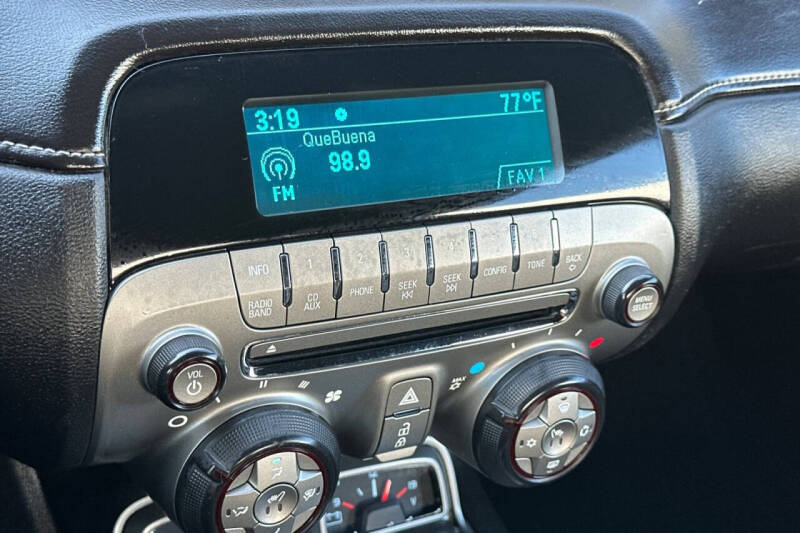 3:19 77°F
QueBuena
98.9
FM FAV 1
INFO 1 2 3 4 5 6 BACK
RADIO BAND CD AUX PHONE SEEK SEEK CONFIG TONE
MENU SELECT
VOL
MAX